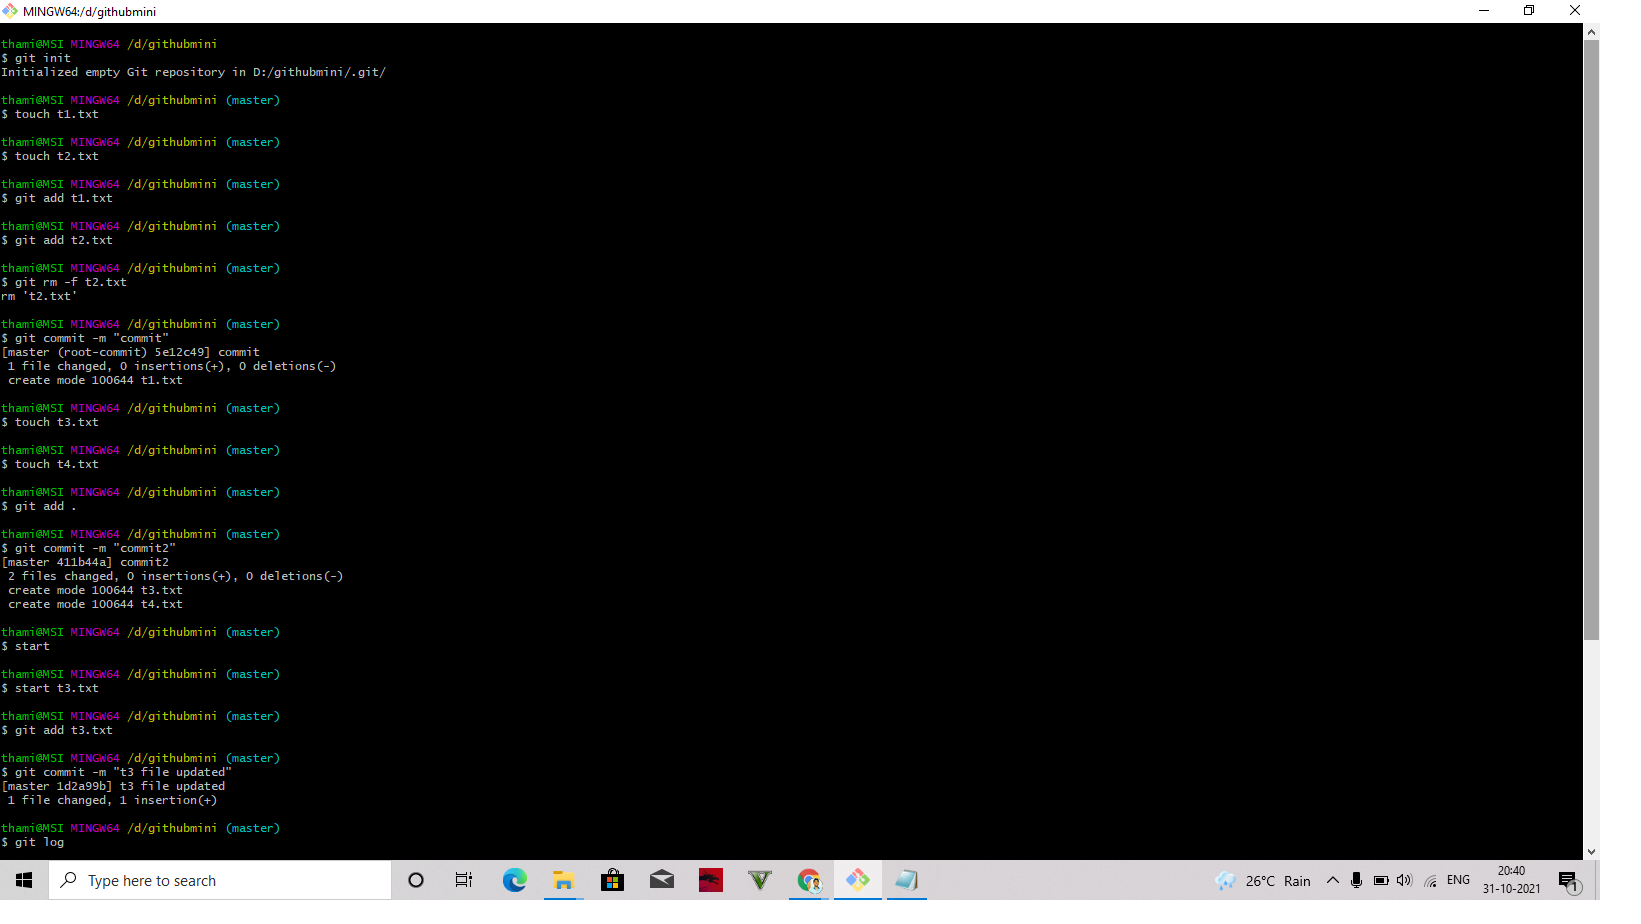 MINGW64:/d/githubmini
thami@MSI MINGW64 /d/githubmini
$ git init
Initialized empty Git repository in D:/githubmini/.git/
thami@MSI MINGW64 /d/githubmini (master)
$ touch t1.txt
thami@MSI MINGW64 /d/githubmini (master)
$ touch t2.txt
thami@MSI MINGW64 /d/githubmini (master)
$ git add t1.txt
thami@MSI MINGW64 /d/githubmini (master)
$ git add t2.txt
thami@MSI MINGW64 /d/githubmini (master)
$ git rm -f t2.txt
rm 't2.txt'
thami@MSI MINGW64 /d/githubmini (master)
$ git commit -m "commit"
[master (root-commit) 5e12c49] commit
1 file changed, 0 insertions(+), 0 deletions(-)
create mode 100644 t1.txt
thami@MSI MINGW64 /d/githubmini (master)
$ touch t3.txt
thami@MSI MINGW64 /d/githubmini (master)
$ touch t4.txt
thami@MSI MINGW64 /d/githubmini (master)
$ git add .
thami@MSI MINGW64 /d/githubmini (master)
$ git commit -m "commit2"
[master 411b44a] commit2
2 files changed, 0 insertions(+), 0 deletions(-)
create mode 100644 t3.txt
create mode 100644 t4.txt
thami@MSI MINGW64 /d/githubmini (master)
$ start
thami@MSI MINGW64 /d/githubmini (master)
$ start t3.txt
thami@MSI MINGW64 /d/githubmini (master)
$ git add t3.txt
thami@MSI MINGW64 /d/githubmini (master)
$ git commit -m "t3 file updated"
[master 1d2a99b] t3 file updated
1 file changed, 1 insertion(+)
thami@MSI MINGW64 /d/githubmini (master)
$ git log
Type here to search
26°C Rain
ENG
20:40
31-10-2021
1